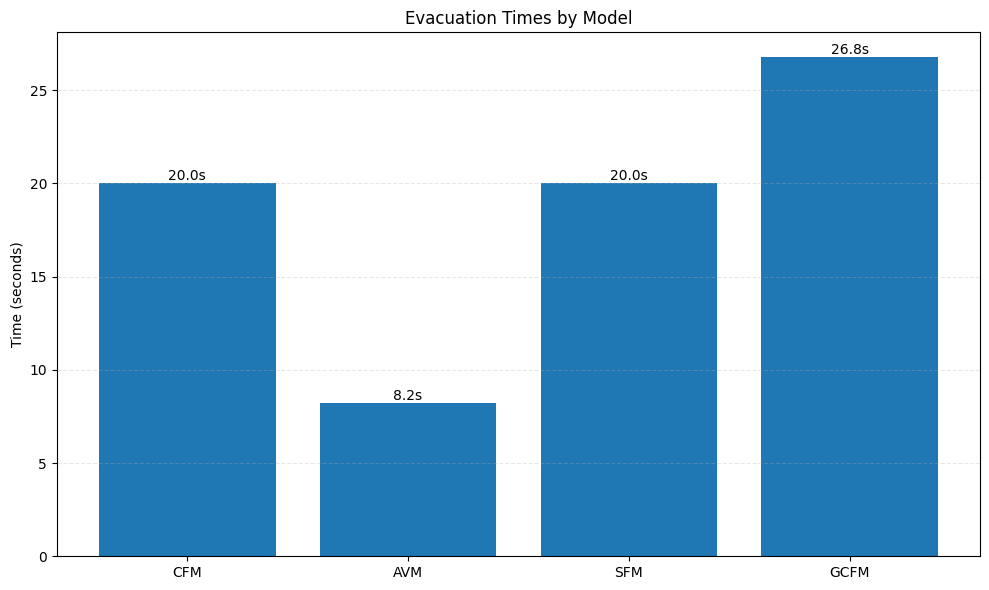 Evacuation Times by Model
Time (seconds)
25
20
15
10
5
0
20.0s
8.2s
20.0s
26.8s
CFM
AVM
SFM
GCFM